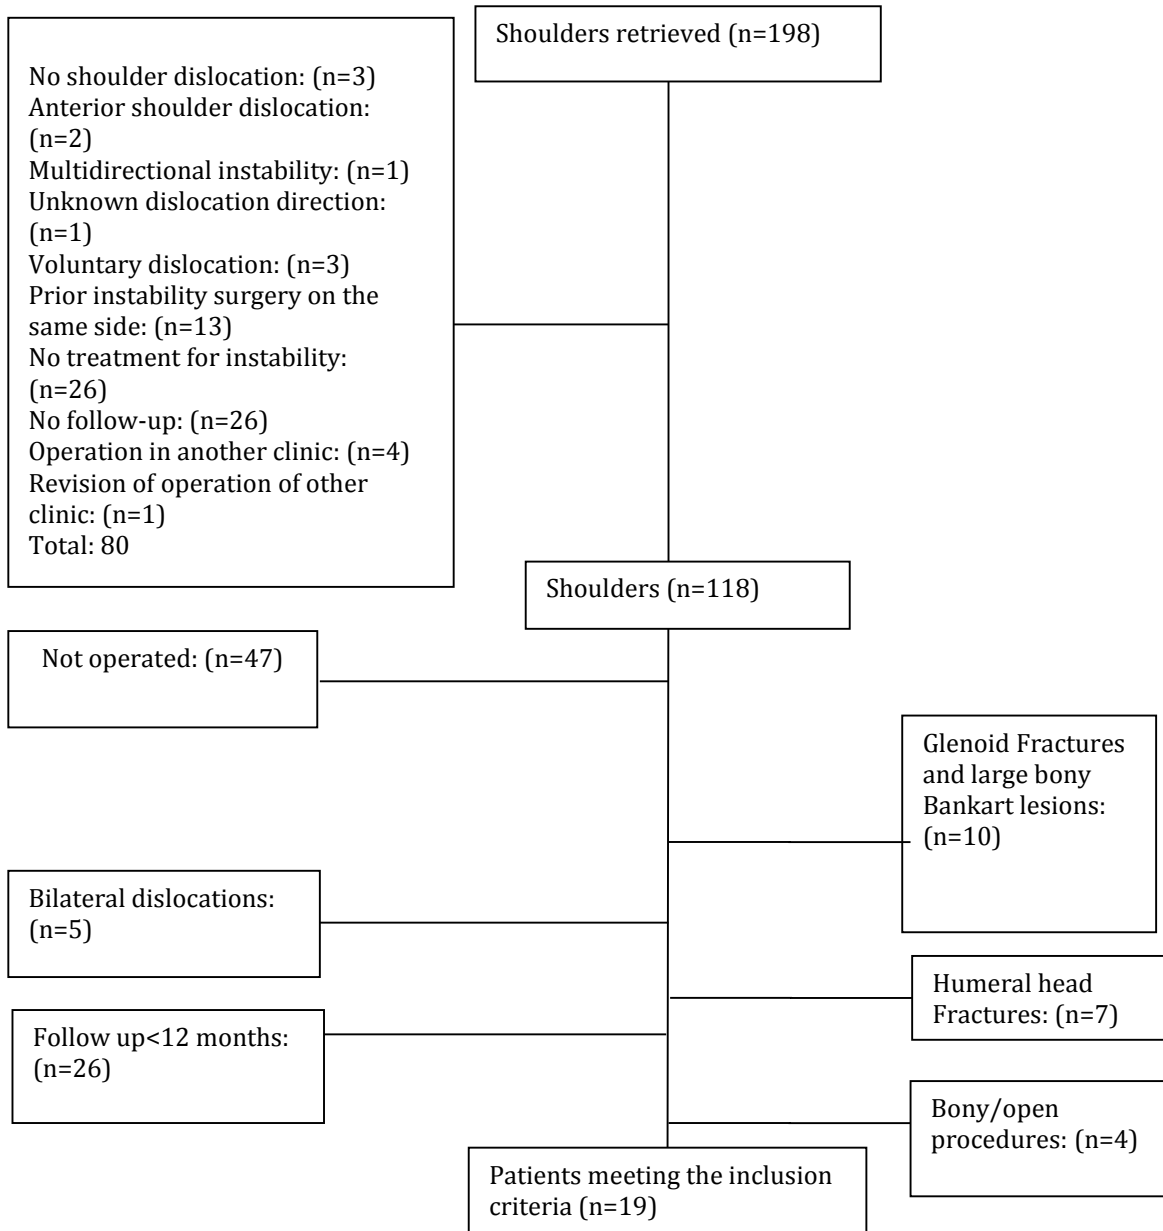 Shoulders retrieved (n=198)
No shoulder dislocation: (n=3)
Anterior shoulder dislocation:
(n=2)
Multidirectional instability: (n=1)
Unknown dislocation direction:
(n=1)
Voluntary dislocation: (n=3)
Prior instability surgery on the
same side: (n=13)
No treatment for instability:
(n=26)
No follow-up: (n=26)
Operation in another clinic: (n=4)
Revision of operation of other
clinic: (n=1)
Total: 80
Shoulders (n=118)
Not operated: (n=47)
Glenoid Fractures
and large bony
Bankart lesions:
(n=10)
Bilateral dislocations:
(n=5)
Humeral head
Fractures: (n=7)
Follow up<12 months:
(n=26)
Bony/open
procedures: (n=4)
Patients meeting the inclusion
criteria (n=19)